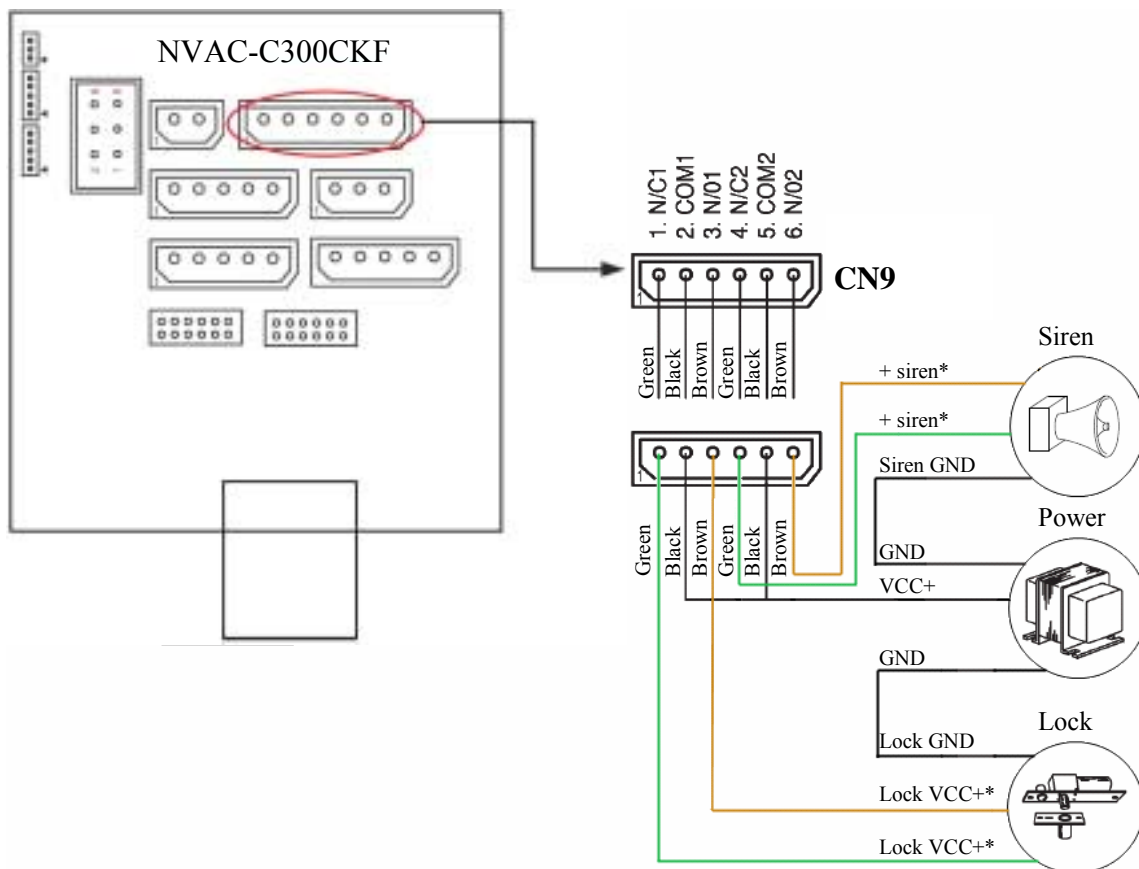 NVAC-C300CKF
1. N/C1
2. COM1
3. N/01
4. N/C2
5. COM2
6. N/02
1
CN9
Green
Black
Brown
Green
Black
Brown
Siren
+ siren*
+ siren*
Siren GND
1
Power
GND
VCC+
Green
Black
Brown
Green
Black
Brown
GND
Lock
Lock GND
Lock VCC+*
Lock VCC+*